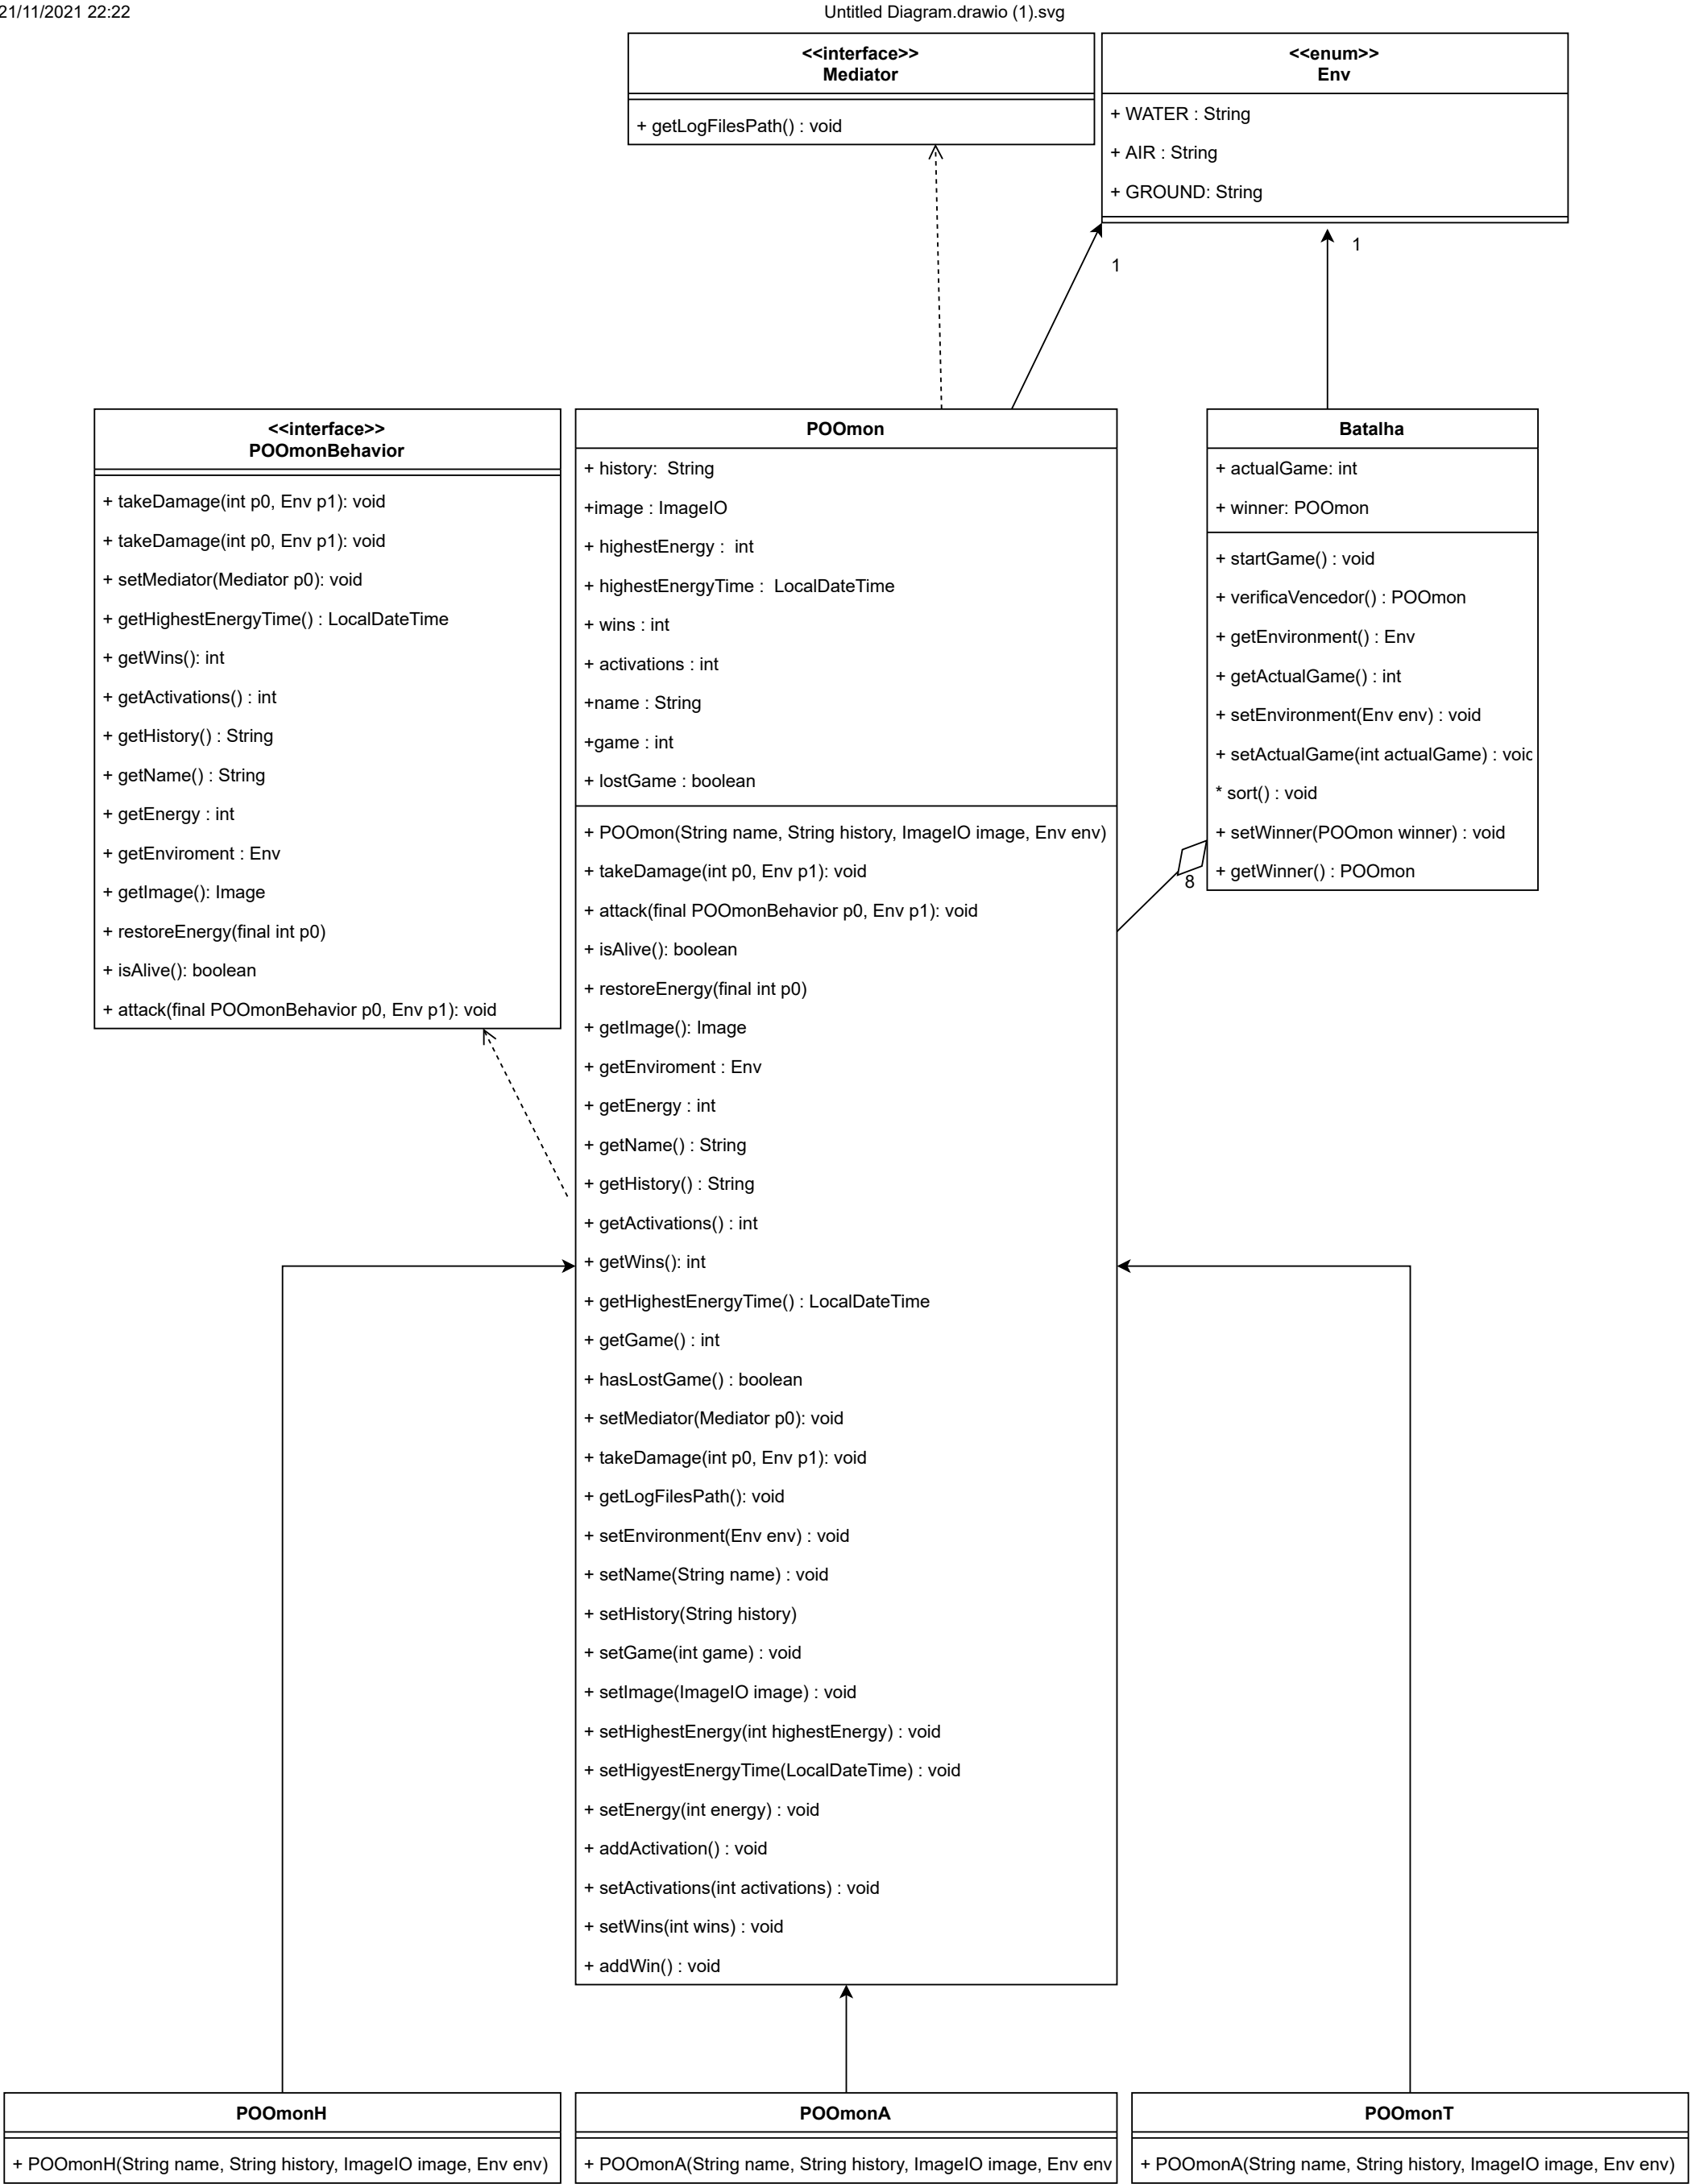 21/11/2021 22:22
Untitled Diagram.drawio (1).svg
<<interface>>
Mediator
+ getLogFilesPath() : void
<<enum>>
Env
+ WATER : String
+ AIR : String
+ GROUND: String
1
1
<<interface>>
POOmonBehavior
+ takeDamage(int p0, Env p1): void
+ takeDamage(int p0, Env p1): void
+ setMediator(Mediator p0): void
+ getHighestEnergyTime() : LocalDateTime
+ getWins(): int
+ getActivations() : int
+ getHistory() : String
+ getName() : String
+ getEnergy : int
+ getEnviroment : Env
+ getImage(): Image
+ restoreEnergy(final int p0)
+ isAlive(): boolean
+ attack(final POOmonBehavior p0, Env p1): void
POOmon
+ history:  String
+image : ImageIO
+ highestEnergy :  int
+ highestEnergyTime :  LocalDateTime
+ wins : int
+ activations : int
+name : String
+game : int
+ lostGame : boolean
+ POOmon(String name, String history, ImageIO image, Env env)
+ takeDamage(int p0, Env p1): void
+ attack(final POOmonBehavior p0, Env p1): void
+ isAlive(): boolean
+ restoreEnergy(final int p0)
+ getImage(): Image
+ getEnviroment : Env
+ getEnergy : int
+ getName() : String
+ getHistory() : String
+ getActivations() : int
+ getWins(): int
+ getHighestEnergyTime() : LocalDateTime
+ getGame() : int
+ hasLostGame() : boolean
+ setMediator(Mediator p0): void
+ takeDamage(int p0, Env p1): void
+ getLogFilesPath(): void
+ setEnvironment(Env env) : void
+ setName(String name) : void
+ setHistory(String history)
+ setGame(int game) : void
+ setImage(ImageIO image) : void
+ setHighestEnergy(int highestEnergy) : void
+ setHigyestEnergyTime(LocalDateTime) : void
+ setEnergy(int energy) : void
+ addActivation() : void
+ setActivations(int activations) : void
+ setWins(int wins) : void
+ addWin() : void
Batalha
+ actualGame: int
+ winner: POOmon
+ startGame() : void
+ verificaVencedor() : POOmon
+ getEnvironment() : Env
+ getActualGame() : int
+ setEnvironment(Env env) : void
+ setActualGame(int actualGame) : void
* sort() : void
+ setWinner(POOmon winner) : void
+ getWinner() : POOmon
8
POOmonH
+ POOmonH(String name, String history, ImageIO image, Env env)
POOmonA
+ POOmonA(String name, String history, ImageIO image, Env env
POOmonT
+ POOmonA(String name, String history, ImageIO image, Env env)